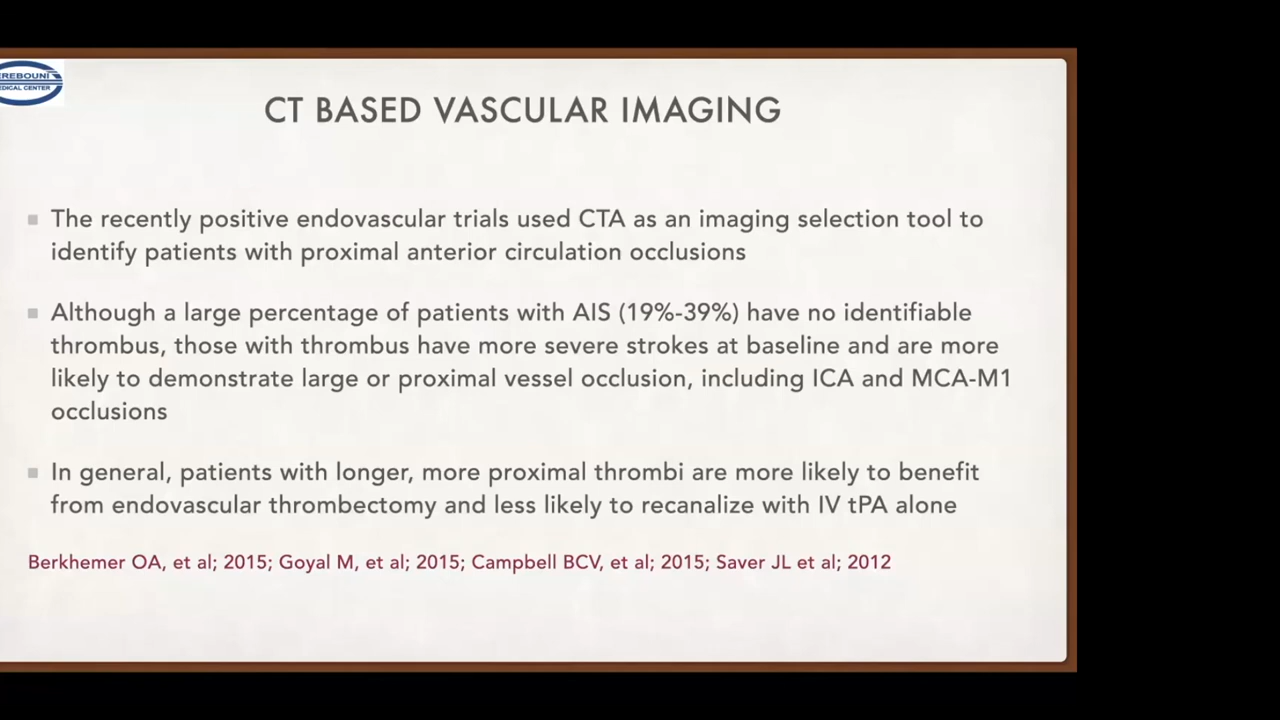 EREBOUNI
EDICAL CENTER
CT BASED VASCULAR IMAGING
The recently positive endovascular trials used CTA as an imaging selection tool to
identify patients with proximal anterior circulation occlusions
Although a large percentage of patients with AIS (19%-39%) have no identifiable
thrombus, those with thrombus have more severe strokes at baseline and are more
likely to demonstrate large or proximal vessel occlusion, including ICA and MCA-M1
occlusions
In general, patients with longer, more proximal thrombi are more likely to benefit
from endovascular thrombectomy and less likely to recanalize with IV tPA alone
Berkhemer OA, et al; 2015; Goyal M, et al; 2015; Campbell BCV, et al; 2015; Saver JL et al; 2012